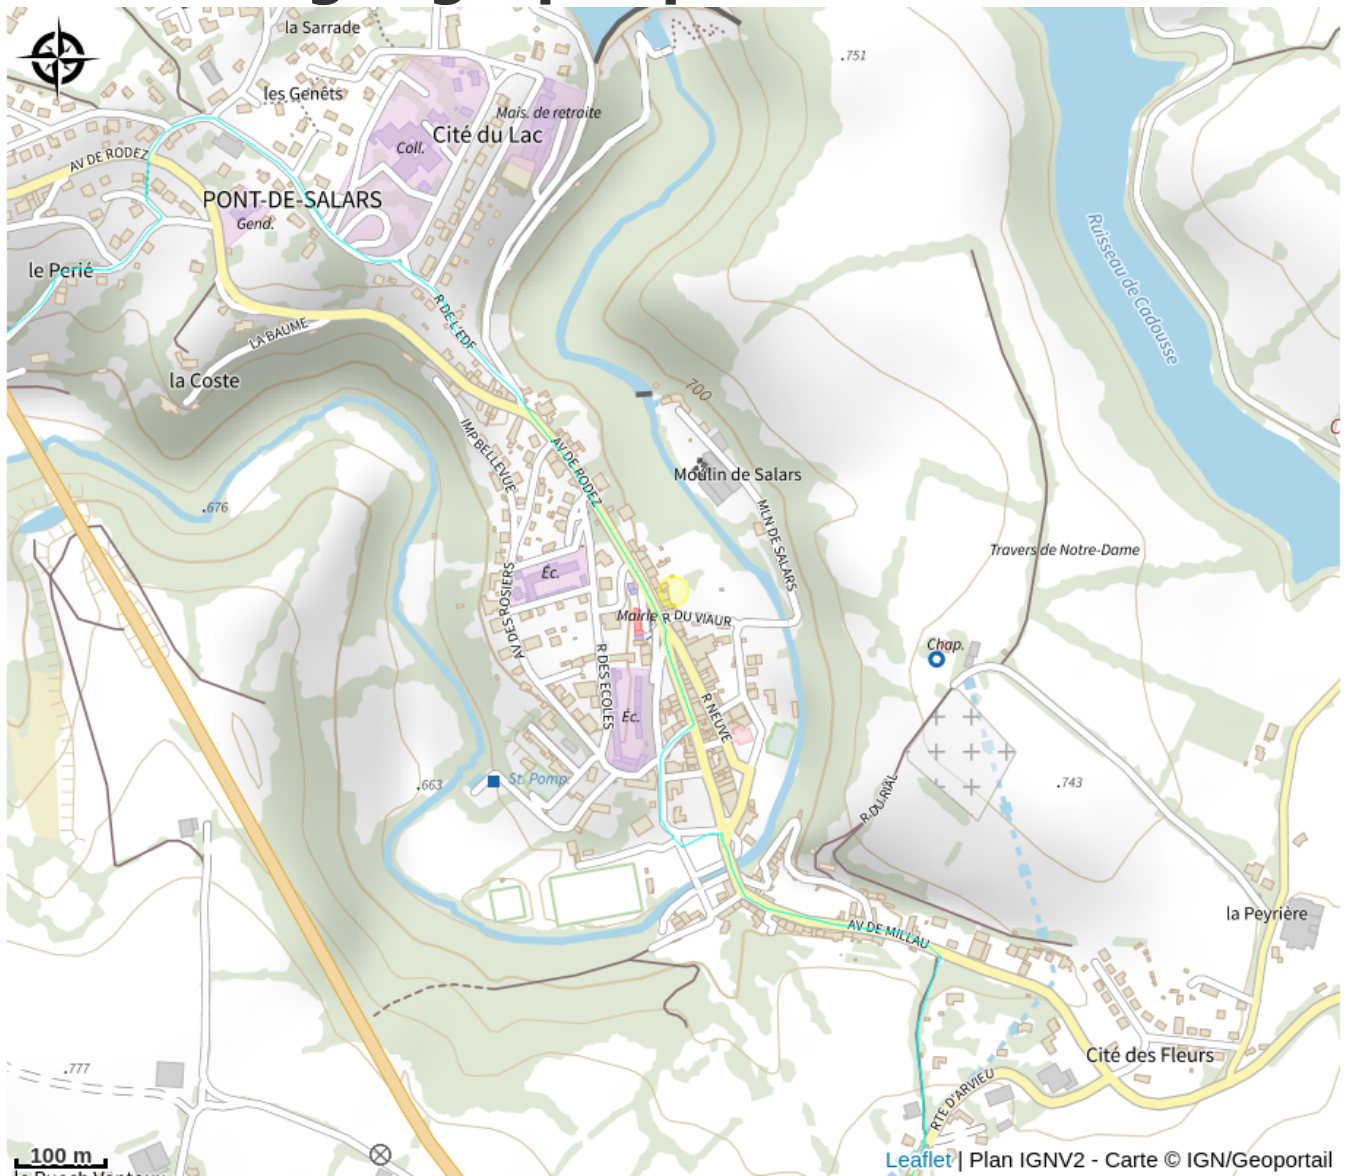 la Sarrade
.751
les Genêts
Mais. de retraite
Cité du Lac
Coll.
AV DE RODEZ
PONT-DE-SALARS
Gend.
le Perié
Ruisseau de Cadousse
R DE L'EDF
LA BAUME
la Coste
700
IMP BELLEVUE
AV DE RODEZ
Moulin de Salars
.676
MLN DE SALARS
Travers de Notre-Dame
Éc.
AV DES ROSIERS
Mairie
R DU VIAUR
Chap.
R DES ECOLES
R NEUVE
Éc.
St. Pomp.
.663
.743
R DU RIAL
la Peyrière
AV DE MILLAU
Cité des Fleurs
.777
RTE D'ARVIEU
100 m
Leaflet | Plan IGNV2 - Carte © IGN/Geoportail